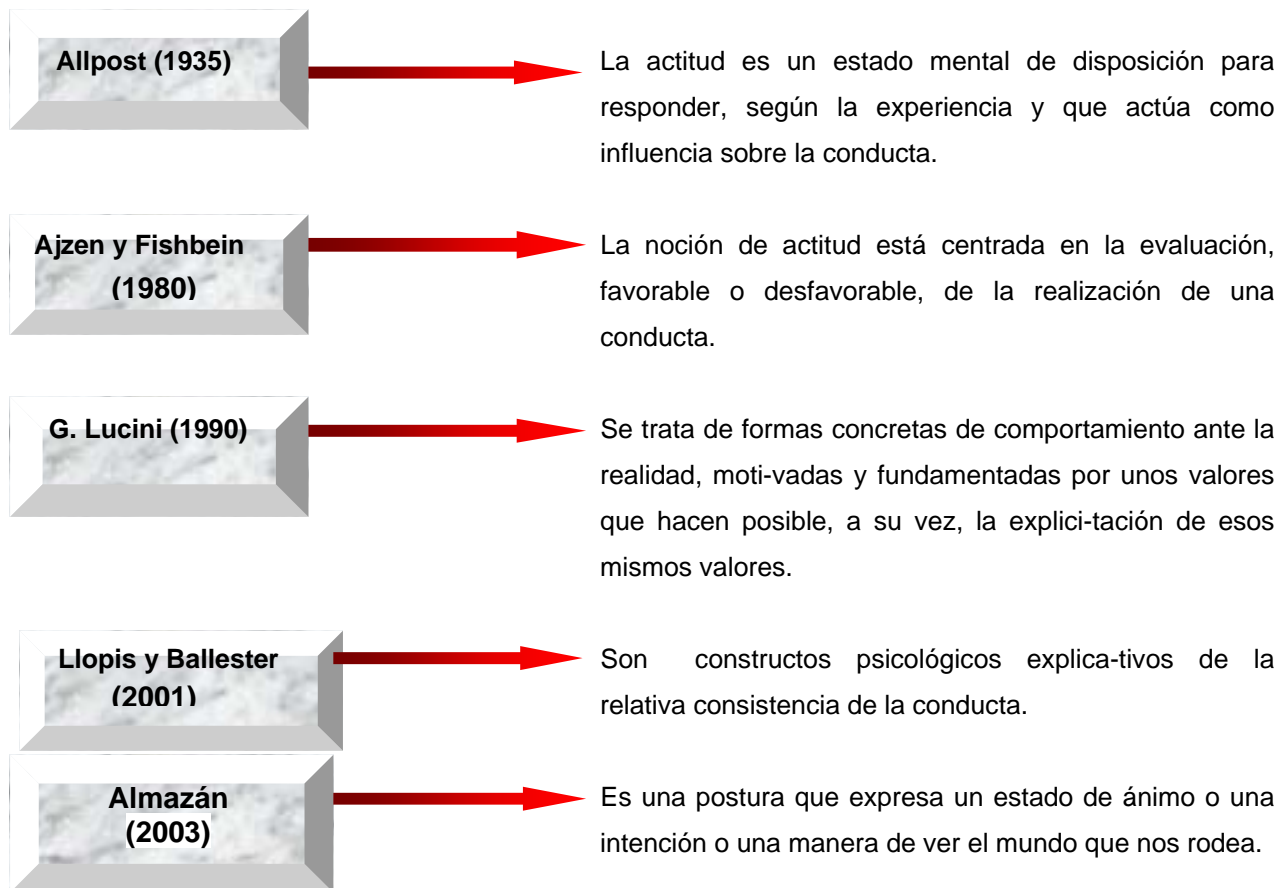 Allpost (1935)
La actitud es un estado mental de disposición para
responder, según la experiencia y que actúa como
influencia sobre la conducta.
Ajzen y Fishbein
(1980)
La noción de actitud está centrada en la evaluación,
favorable o desfavorable, de la realización de una
conducta.
G. Lucini (1990)
Se trata de formas concretas de comportamiento ante la
realidad, moti-vadas y fundamentadas por unos valores
que hacen posible, a su vez, la explici-tación de esos
mismos valores.
Llopis y Ballester
(2001)
Son constructos psicológicos explica-tivos de la
relativa consistencia de la conducta.
Almazán
(2003)
Es una postura que expresa un estado de ánimo o una
intención o una manera de ver el mundo que nos rodea.